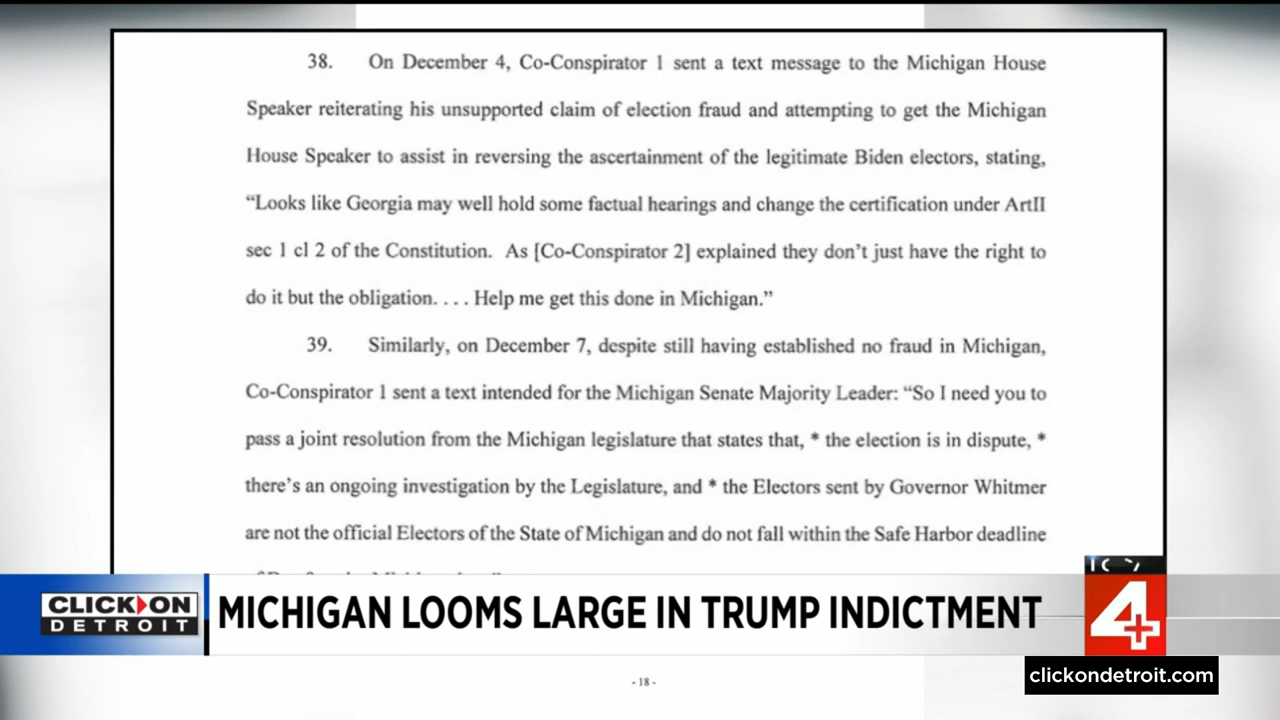 38. On December 4, Co-Conspirator 1 sent a text message to the Michigan House
Speaker reiterating his unsupported claim of election fraud and attempting to get the Michigan
House Speaker to assist in reversing the ascertainment of the legitimate Biden electors, stating,
“Looks like Georgia may well hold some factual hearings and change the certification under ArtII
sec 1 cl 2 of the Constitution. As [Co-Conspirator 2] explained they don’t just have the right to
do it but the obligation. . . . Help me get this done in Michigan.”
39. Similarly, on December 7, despite still having established no fraud in Michigan,
Co-Conspirator 1 sent a text intended for the Michigan Senate Majority Leader: “So I need you to
pass a joint resolution from the Michigan legislature that states that, * the election is in dispute, *
there’s an ongoing investigation by the Legislature, and * the Electors sent by Governor Whitmer
are not the official Electors of the State of Michigan and do not fall within the Safe Harbor deadline
CLICK ON
DETROIT
MICHIGAN LOOMS LARGE IN TRUMP INDICTMENT
4
clickondetroit.com
- 18 -